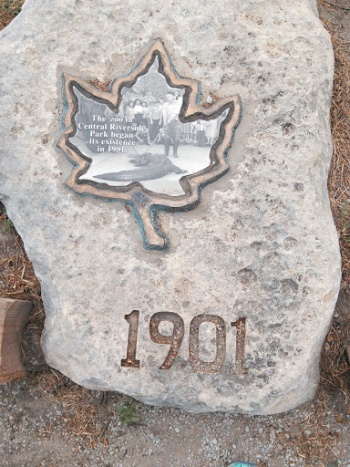 The zoo in
Central Riverside
Park began
its existence
in 1901.
1901